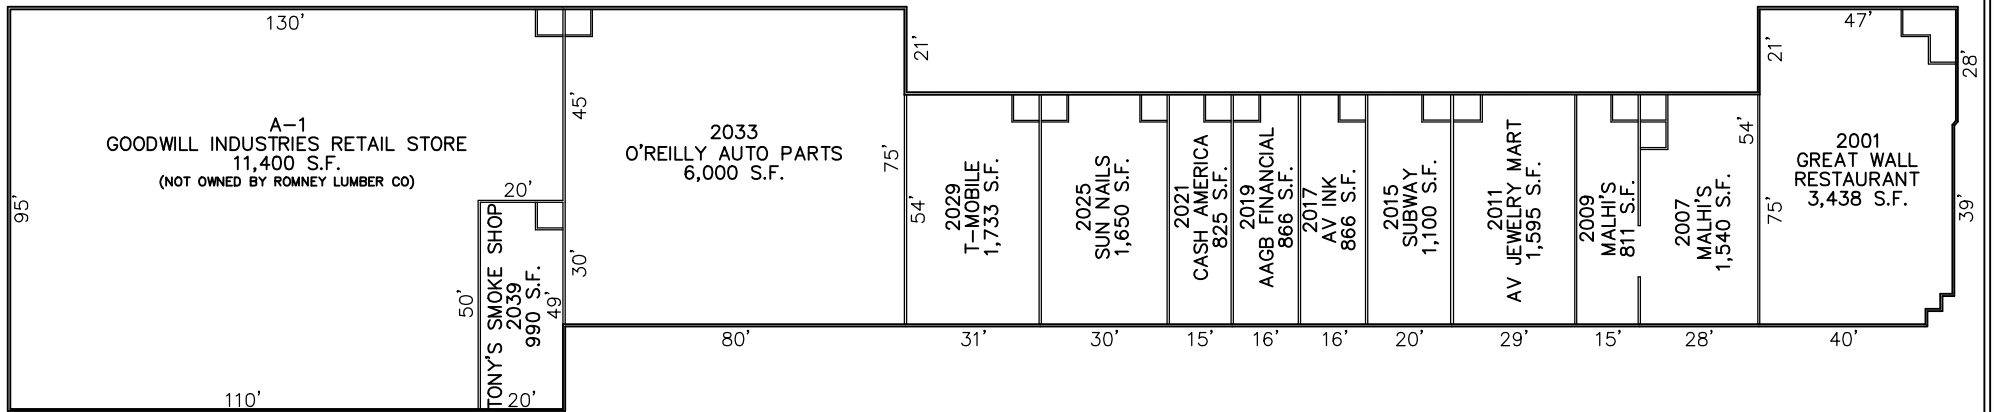 130'
A-1
GOODWILL INDUSTRIES RETAIL STORE
11,400 S.F.
(NOT OWNED BY ROMNEY LUMBER CO)
95'
110'
20'
TONY'S SMOKE SHOP
2039
990 S.F.
50'
49'
20'
45'
30'
2033
O'REILLY AUTO PARTS
6,000 S.F.
75'
80'
21'
54'
2029
T-MOBILE
1,733 S.F.
31'
2025
SUN NAILS
1,650 S.F.
30'
2021
CASH AMERICA
825 S.F.
15'
2019
AAGB FINANCIAL
866 S.F.
16'
2017
AV INK
866 S.F.
16'
2015
SUBWAY
1,100 S.F.
20'
2011
AV JEWELRY MART
1,595 S.F.
29'
2009
MALHI'S
811 S.F.
15'
2007
MALHI'S
1,540 S.F.
28'
54'
21'
75'
47'
28'
2001
GREAT WALL
RESTAURANT
3,438 S.F.
39'
40'